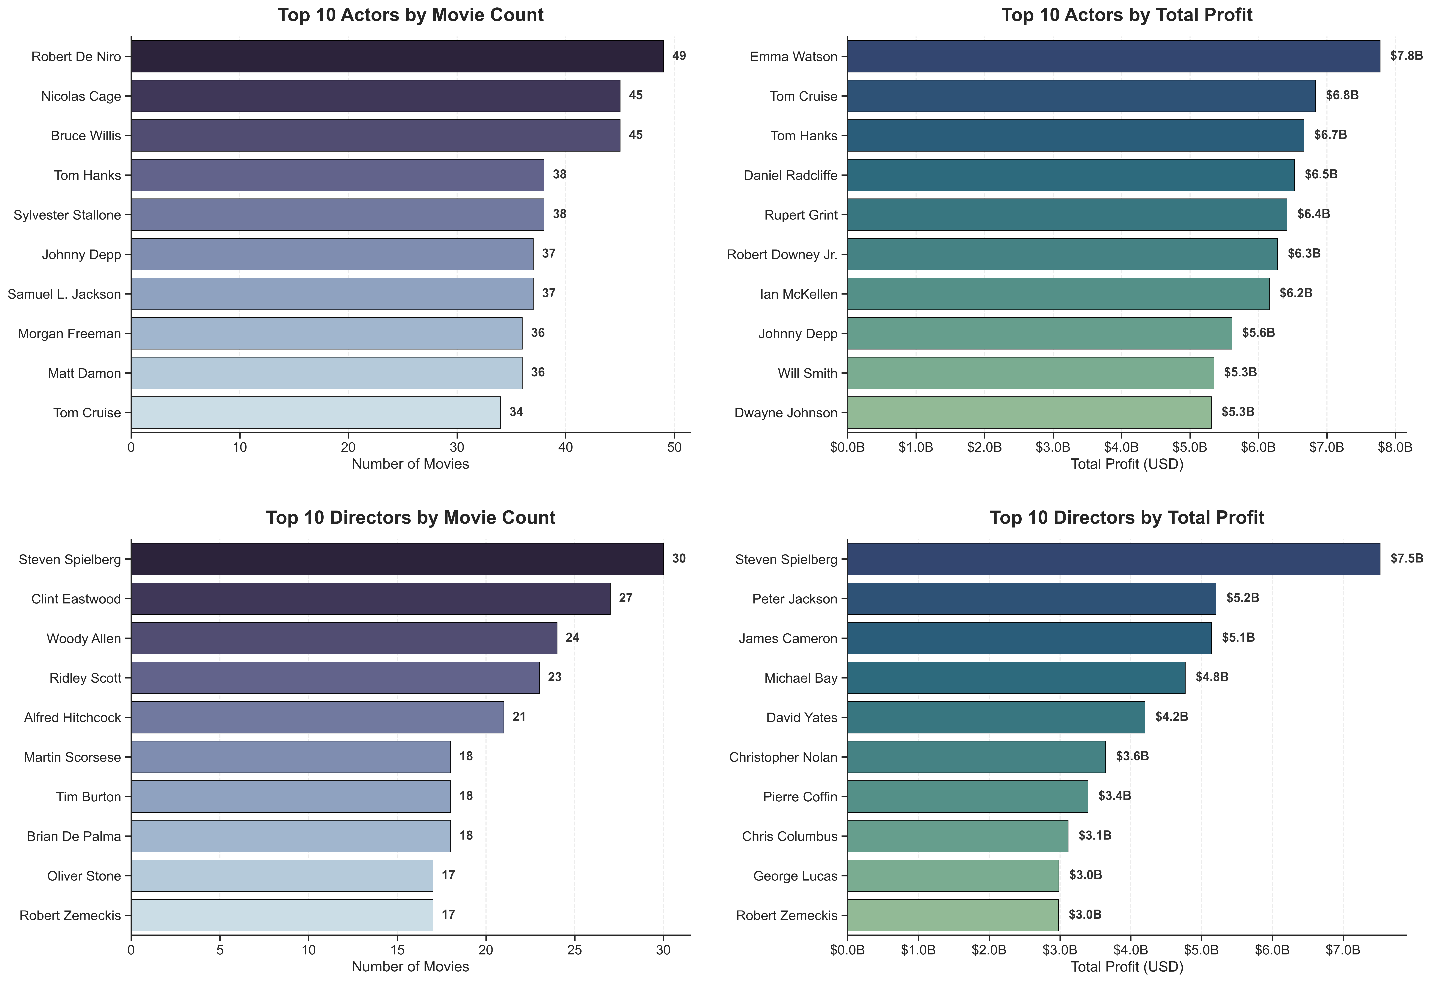 Top 10 Actors by Movie Count
Robert De Niro 49
Nicolas Cage 45
Bruce Willis 45
Tom Hanks 38
Sylvester Stallone 38
Johnny Depp 37
Samuel L. Jackson 37
Morgan Freeman 36
Matt Damon 36
Tom Cruise 34
0 10 20 30 40 50
Number of Movies
Top 10 Actors by Total Profit
Emma Watson $7.8B
Tom Cruise $6.8B
Tom Hanks $6.7B
Daniel Radcliffe $6.5B
Rupert Grint $6.4B
Robert Downey Jr. $6.3B
Ian McKellen $6.2B
Johnny Depp $5.6B
Will Smith $5.3B
Dwayne Johnson $5.3B
$0.0B $1.0B $2.0B $3.0B $4.0B $5.0B $6.0B $7.0B $8.0B
Total Profit (USD)
Top 10 Directors by Movie Count
Steven Spielberg 30
Clint Eastwood 27
Woody Allen 24
Ridley Scott 23
Alfred Hitchcock 21
Martin Scorsese 18
Tim Burton 18
Brian De Palma 18
Oliver Stone 17
Robert Zemeckis 17
0 5 10 15 20 25 30
Number of Movies
Top 10 Directors by Total Profit
Steven Spielberg $7.5B
Peter Jackson $5.2B
James Cameron $5.1B
Michael Bay $4.8B
David Yates $4.2B
Christopher Nolan $3.6B
Pierre Coffin $3.4B
Chris Columbus $3.1B
George Lucas $3.0B
Robert Zemeckis $3.0B
$0.0B $1.0B $2.0B $3.0B $4.0B $5.0B $6.0B $7.0B
Total Profit (USD)